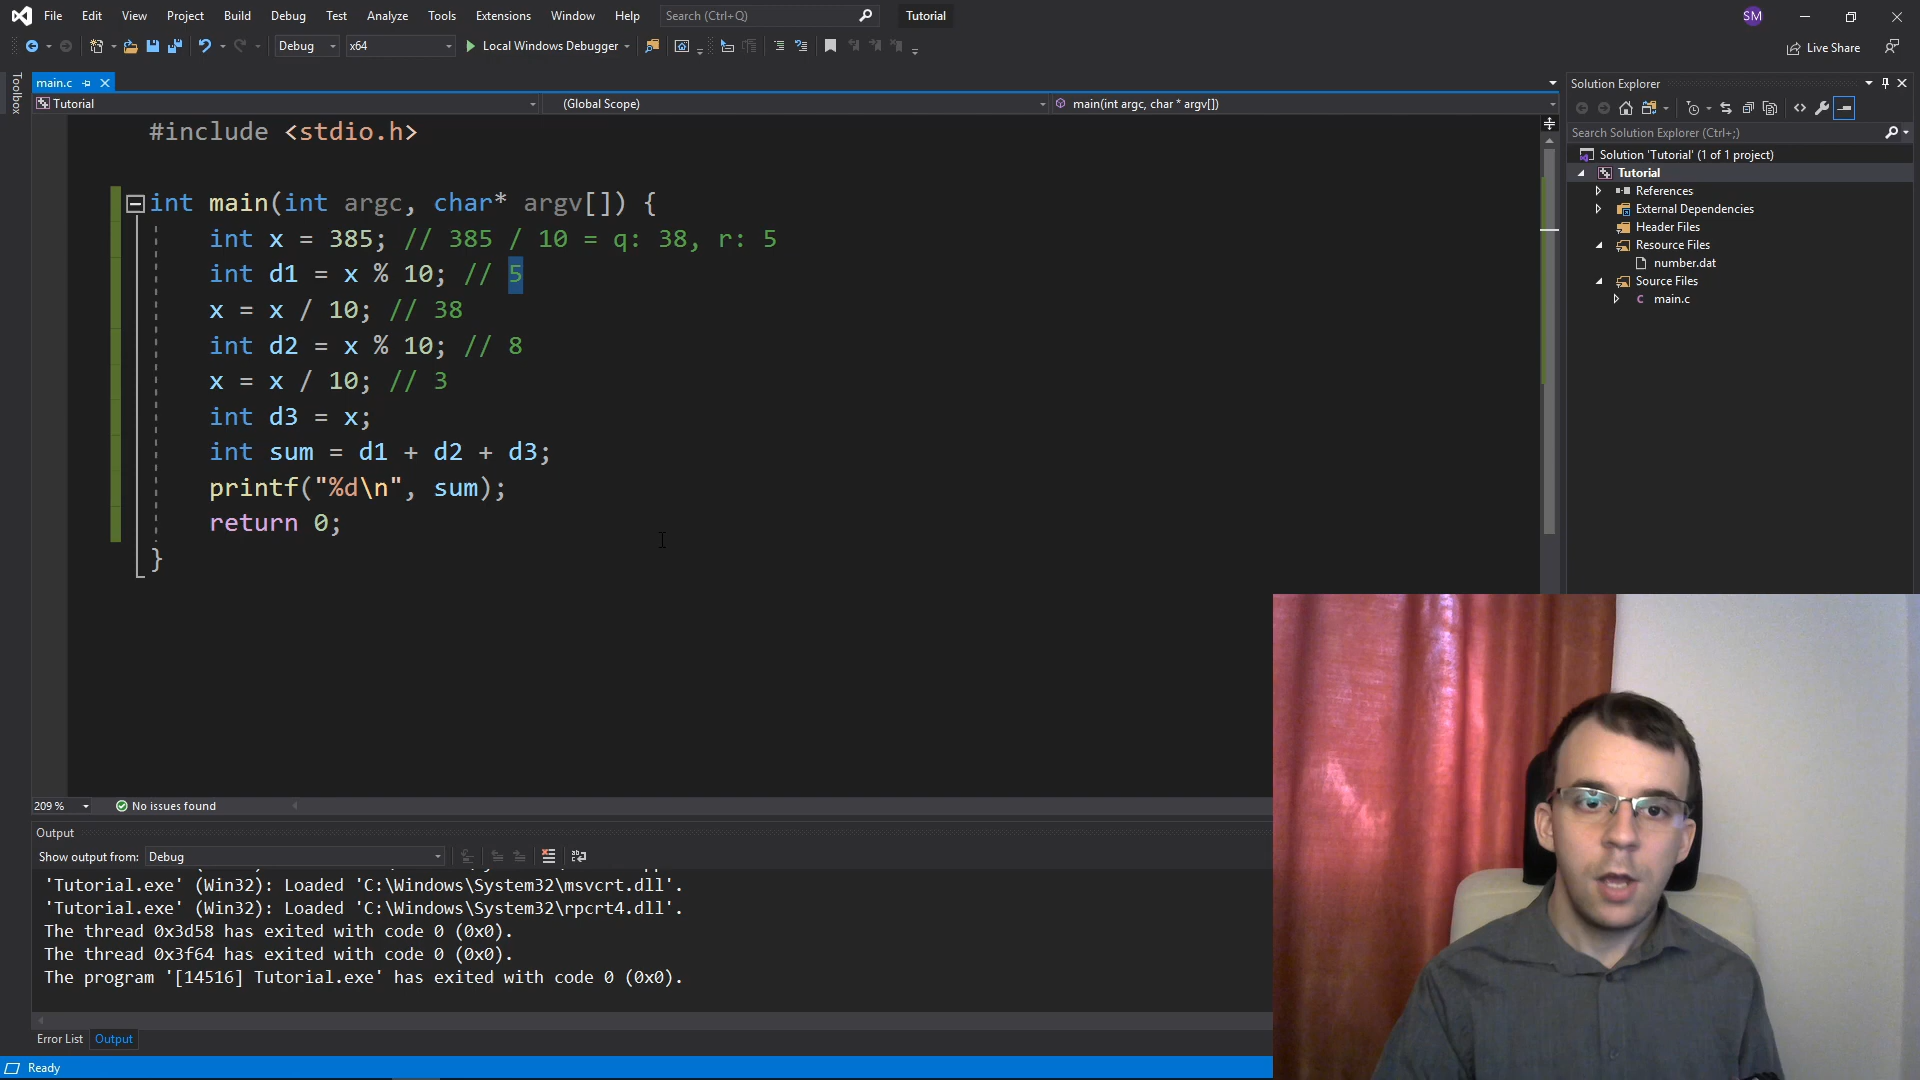 File Edit View Project Build Debug Test Analyze Tools Extensions Window Help Search (Ctrl+Q) Tutorial SM
Debug x64 Local Windows Debugger Live Share
Toolbox
main.c
Tutorial (Global Scope) main(int argc, char * argv[])
#include <stdio.h>
int main(int argc, char* argv[]) {
int x = 385; // 385 / 10 = q: 38, r: 5
int d1 = x % 10; // 5
x = x / 10; // 38
int d2 = x % 10; // 8
x = x / 10; // 3
int d3 = x;
int sum = d1 + d2 + d3;
printf("%d\n", sum);
return 0;
}
209 % No issues found
Output
Show output from: Debug
'Tutorial.exe' (Win32): Loaded 'C:\Windows\System32\msvcrt.dll'.
'Tutorial.exe' (Win32): Loaded 'C:\Windows\System32\rpcrt4.dll'.
The thread 0x3d58 has exited with code 0 (0x0).
The thread 0x3f64 has exited with code 0 (0x0).
The program '[14516] Tutorial.exe' has exited with code 0 (0x0).
Error List Output
Ready
Solution Explorer
Search Solution Explorer (Ctrl+;)
Solution 'Tutorial' (1 of 1 project)
Tutorial
References
External Dependencies
Header Files
Resource Files
number.dat
Source Files
main.c